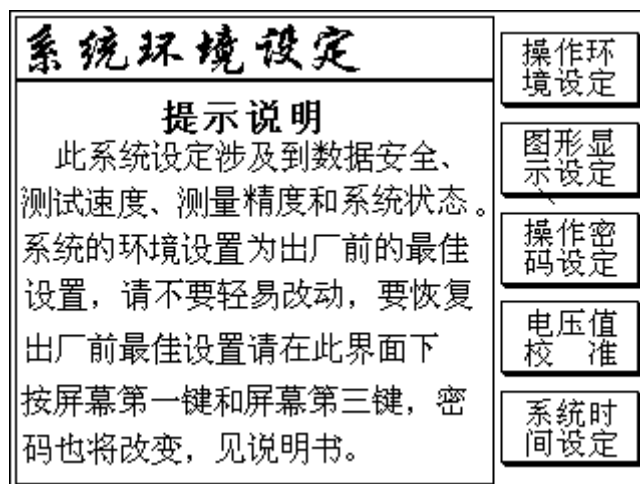 系统环境设定
提示说明
此系统设定涉及到数据安全、
测试速度、测量精度和系统状态。
系统的环境设置为出厂前的最佳
设置，请不要轻易改动，要恢复
出厂前最佳设置请在此界面下
按屏幕第一键和屏幕第三键，密
码也将改变，见说明书。
操作环
境设定
图形显
示设定
操作密
码设定
电压值
校 准
系统时
间设定